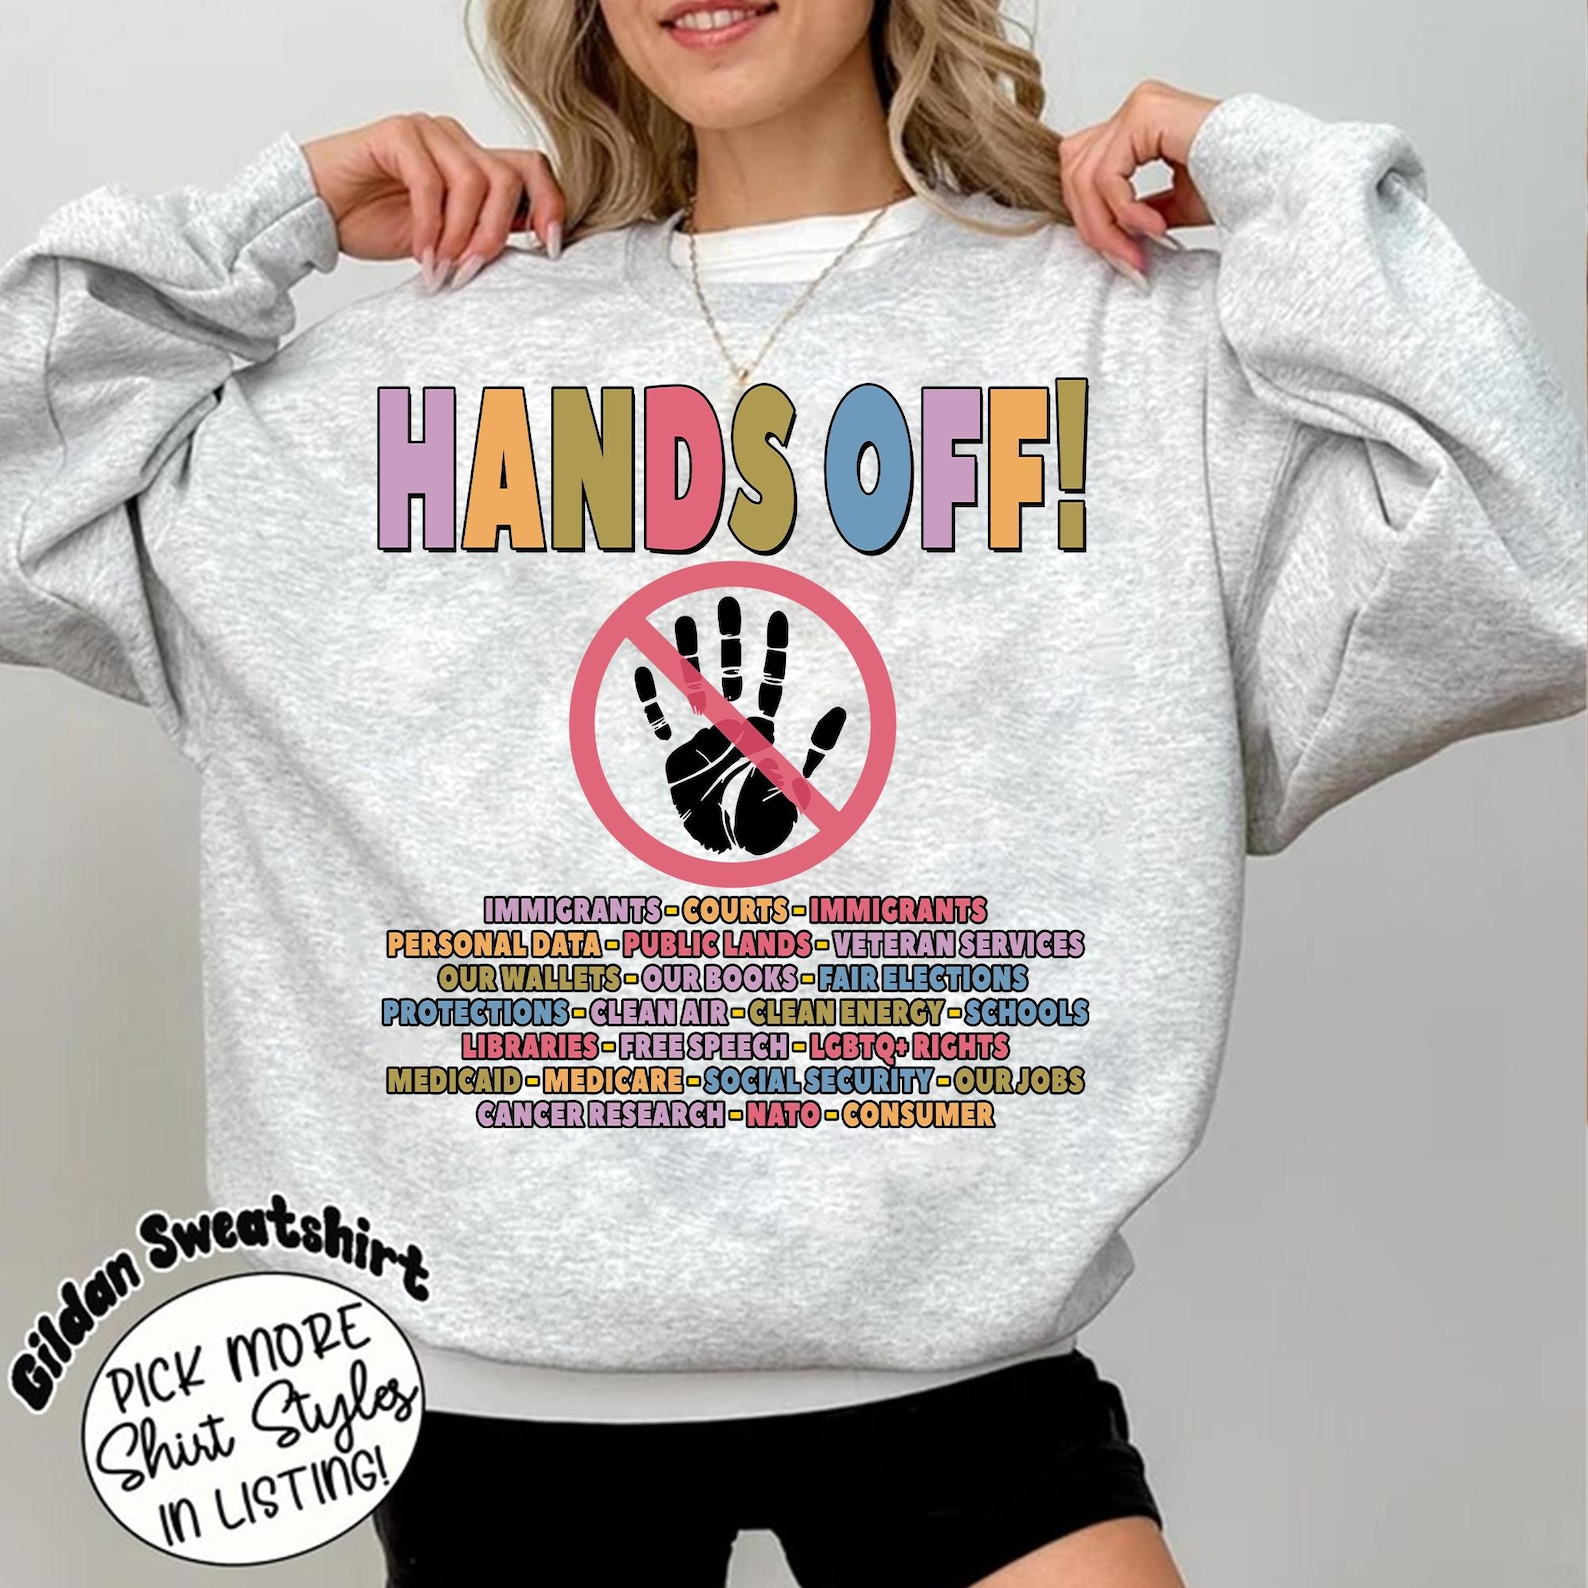 HANDS OFF!
IMMIGRANTS - COURTS - IMMIGRANTS
PERSONAL DATA - PUBLIC LANDS - VETERAN SERVICES
OUR WALLETS - OUR BOOKS - FAIR ELECTIONS
PROTECTIONS - CLEAN AIR - CLEAN ENERGY - SCHOOLS
LIBRARIES - FREE SPEECH - LGBTQ+ RIGHTS
MEDICAID - MEDICARE - SOCIAL SECURITY - OUR JOBS
CANCER RESEARCH - NATO - CONSUMER
Gildan Sweatshirt
PICK MORE
Shirt Styles
IN LISTING!